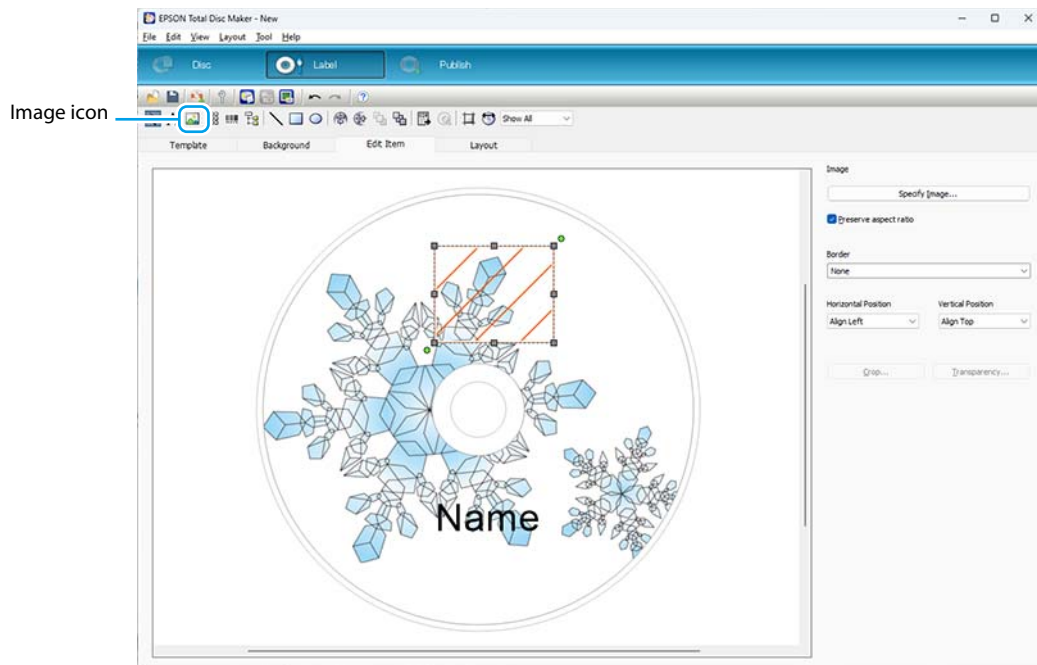 EPSON Total Disc Maker - New
File Edit View Layout Tool Help
Disc Label Publish
Image icon
Show All
Template Background Edit Item Layout
Image
Specify Image...
Preserve aspect ratio
Border
None
Horizontal Position Vertical Position
Align Left Align Top
Crop... Transparency...
Name